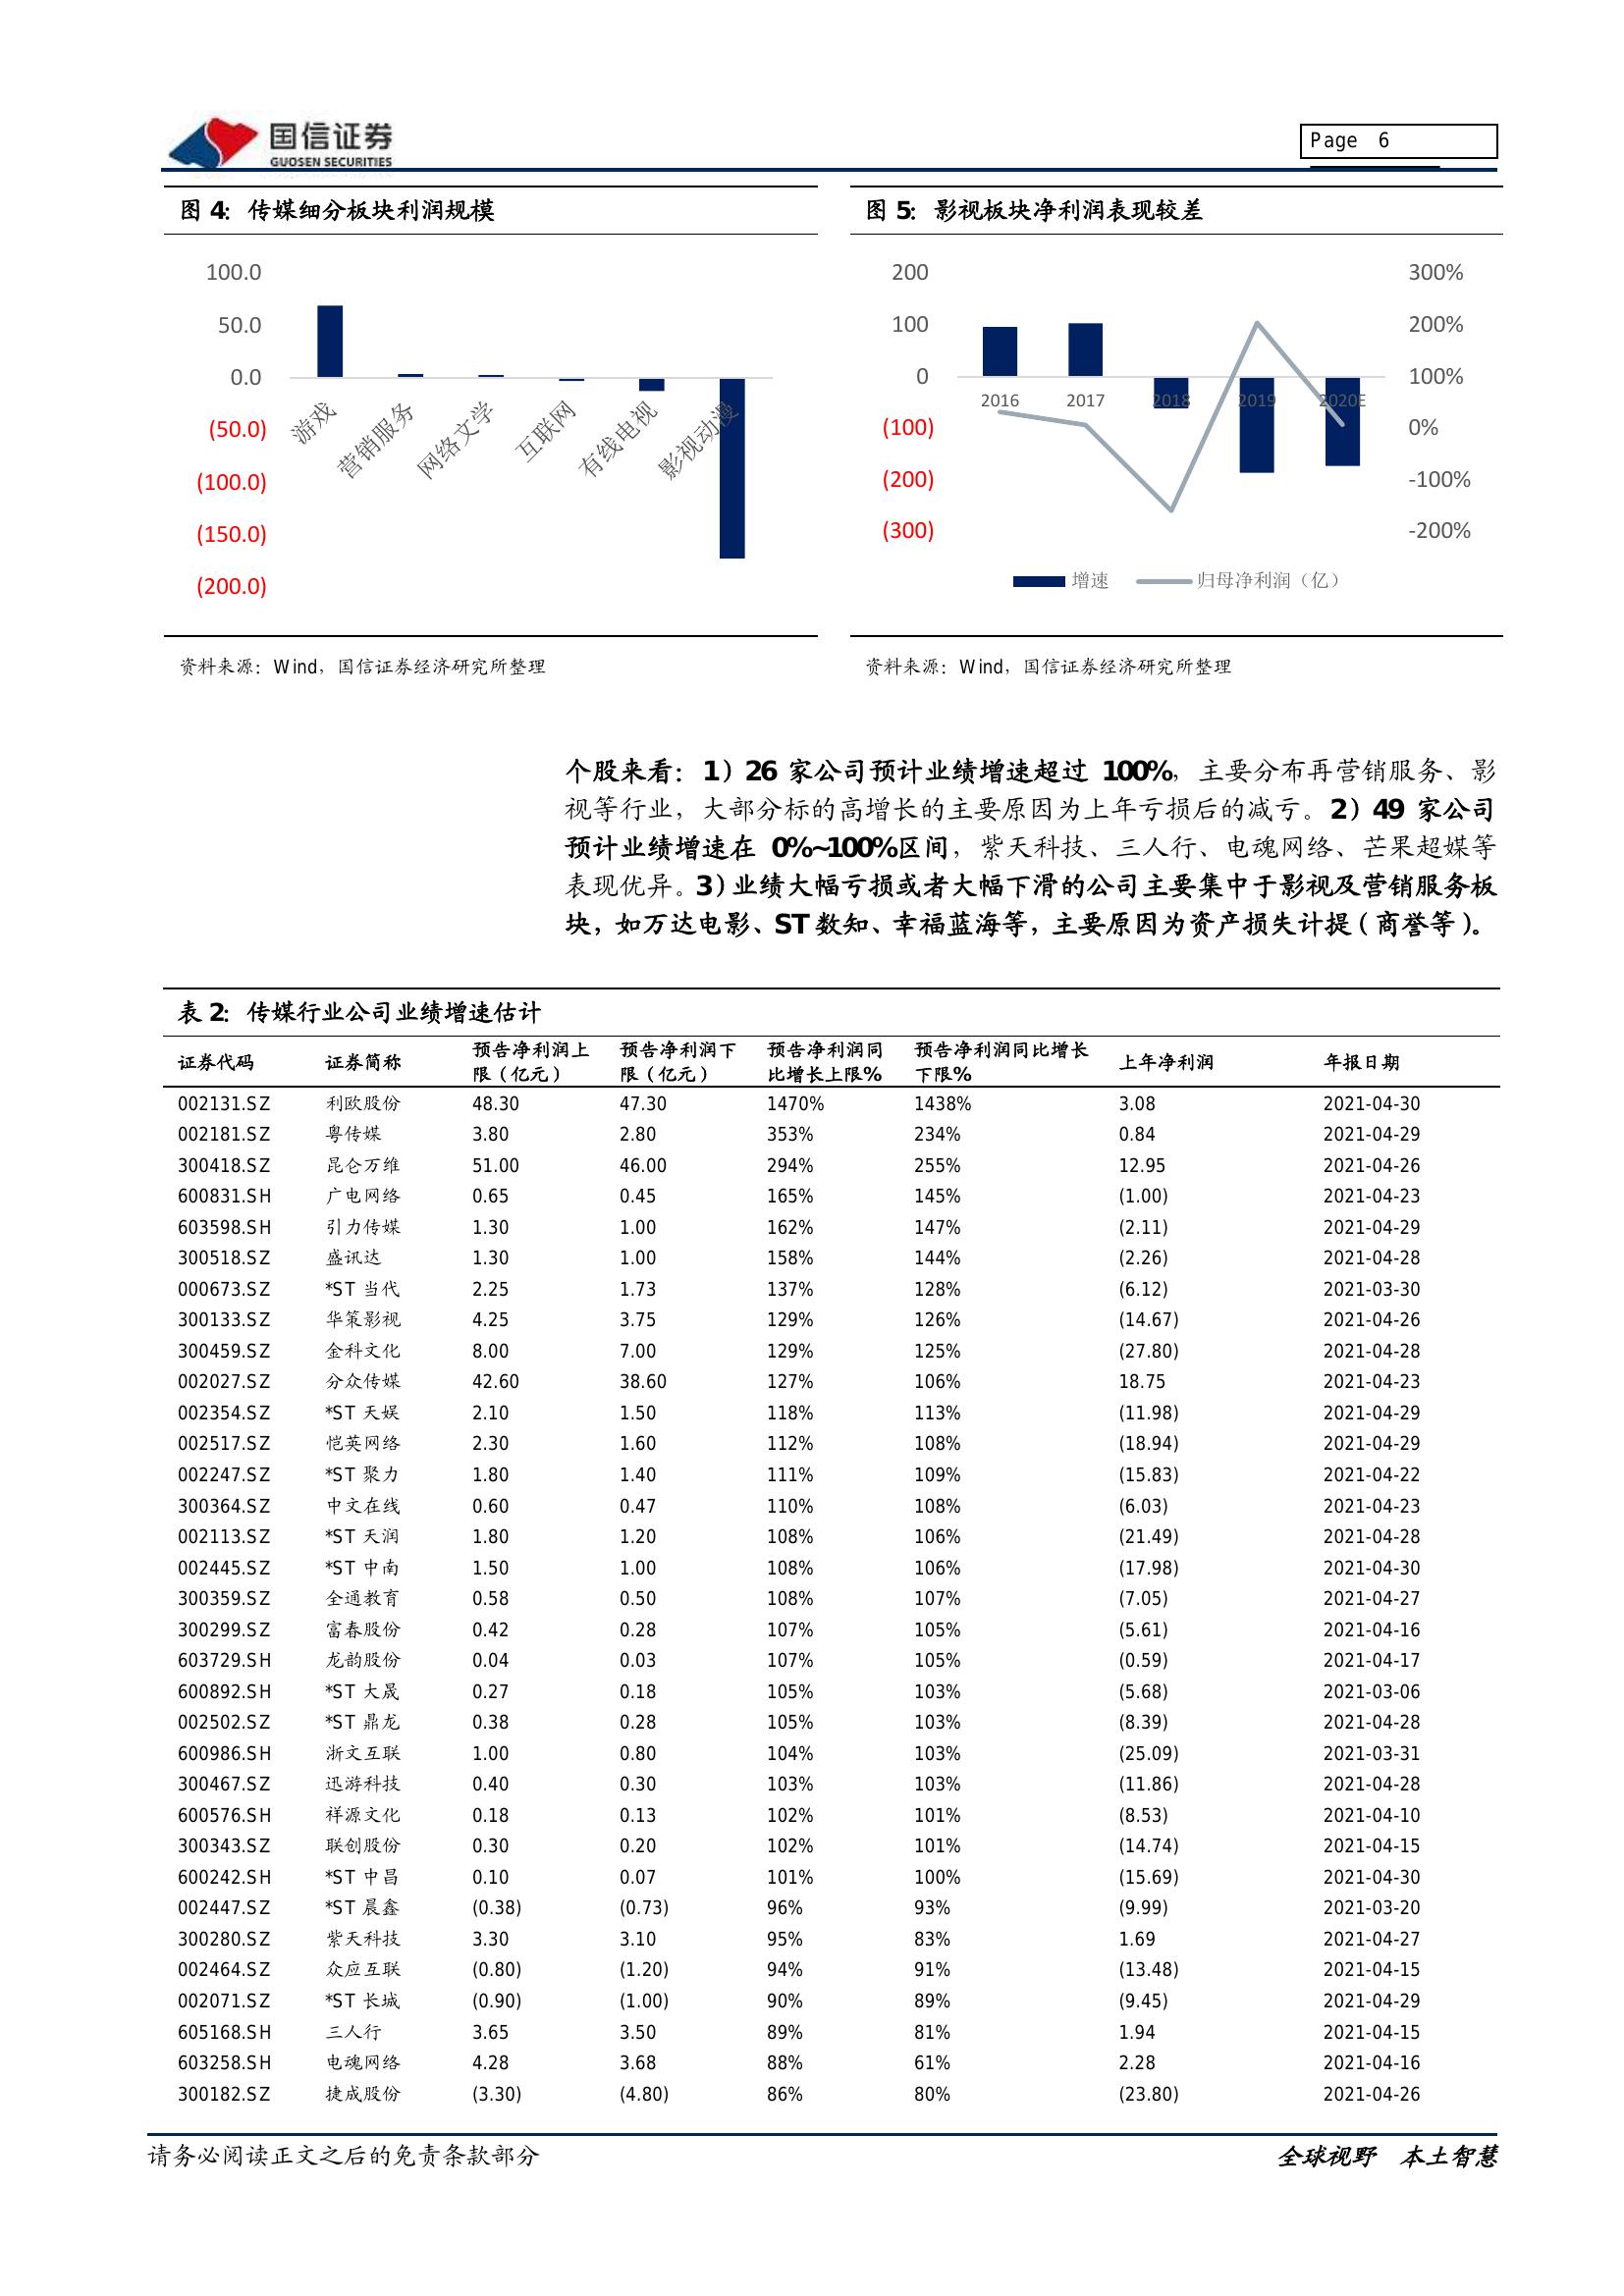 国信证券
GUOSEN SECURITIES
Page 6
图 4：传媒细分板块利润规模
100.0
50.0
0.0
(50.0)
(100.0)
(150.0)
(200.0)
游戏
营销服务
网络文学
互联网
有线电视
影视动漫
资料来源：Wind，国信证券经济研究所整理
图 5：影视板块净利润表现较差
200
100
0
(100)
(200)
(300)
300%
200%
100%
0%
-100%
-200%
2016 2017 2018 2019 2020E
增速 归母净利润（亿）
资料来源：Wind，国信证券经济研究所整理
个股来看：1）26 家公司预计业绩增速超过 100%，主要分布再营销服务、影
视等行业，大部分标的高增长的主要原因为上年亏损后的减亏。2）49 家公司
预计业绩增速在 0%~100%区间，紫天科技、三人行、电魂网络、芒果超媒等
表现优异。3）业绩大幅亏损或者大幅下滑的公司主要集中于影视及营销服务板
块，如万达电影、ST 数知、幸福蓝海等，主要原因为资产损失计提（商誉等）。
表 2：传媒行业公司业绩增速估计
证券代码 证券简称 预告净利润上限（亿元） 预告净利润下限（亿元） 预告净利润同比增长上限% 预告净利润同比增长下限% 上年净利润 年报日期
002131.SZ 利欧股份 48.30 47.30 1470% 1438% 3.08 2021-04-30
002181.SZ 粤传媒 3.80 2.80 353% 234% 0.84 2021-04-29
300418.SZ 昆仑万维 51.00 46.00 294% 255% 12.95 2021-04-26
600831.SH 广电网络 0.65 0.45 165% 145% (1.00) 2021-04-23
603598.SH 引力传媒 1.30 1.00 162% 147% (2.11) 2021-04-29
300518.SZ 盛讯达 1.30 1.00 158% 144% (2.26) 2021-04-28
000673.SZ *ST 当代 2.25 1.73 137% 128% (6.12) 2021-03-30
300133.SZ 华策影视 4.25 3.75 129% 126% (14.67) 2021-04-26
300459.SZ 金科文化 8.00 7.00 129% 125% (27.80) 2021-04-28
002027.SZ 分众传媒 42.60 38.60 127% 106% 18.75 2021-04-23
002354.SZ *ST 天娱 2.10 1.50 118% 113% (11.98) 2021-04-29
002517.SZ 恺英网络 2.30 1.60 112% 108% (18.94) 2021-04-29
002247.SZ *ST 聚力 1.80 1.40 111% 109% (15.83) 2021-04-22
300364.SZ 中文在线 0.60 0.47 110% 108% (6.03) 2021-04-23
002113.SZ *ST 天润 1.80 1.20 108% 106% (21.49) 2021-04-28
002445.SZ *ST 中南 1.50 1.00 108% 106% (17.98) 2021-04-30
300359.SZ 全通教育 0.58 0.50 108% 107% (7.05) 2021-04-27
300299.SZ 富春股份 0.42 0.28 107% 105% (5.61) 2021-04-16
603729.SH 龙韵股份 0.04 0.03 107% 105% (0.59) 2021-04-17
600892.SH *ST 大晟 0.27 0.18 105% 103% (5.68) 2021-03-06
002502.SZ *ST 鼎龙 0.38 0.28 105% 103% (8.39) 2021-04-28
600986.SH 浙文互联 1.00 0.80 104% 103% (25.09) 2021-03-31
300467.SZ 迅游科技 0.40 0.30 103% 103% (11.86) 2021-04-28
600576.SH 祥源文化 0.18 0.13 102% 101% (8.53) 2021-04-10
300343.SZ 联创股份 0.30 0.20 102% 101% (14.74) 2021-04-15
600242.SH *ST 中昌 0.10 0.07 101% 100% (15.69) 2021-04-30
002447.SZ *ST 晨鑫 (0.38) (0.73) 96% 93% (9.99) 2021-03-20
300280.SZ 紫天科技 3.30 3.10 95% 83% 1.69 2021-04-27
002464.SZ 众应互联 (0.80) (1.20) 94% 91% (13.48) 2021-04-15
002071.SZ *ST 长城 (0.90) (1.00) 90% 89% (9.45) 2021-04-29
605168.SH 三人行 3.65 3.50 89% 81% 1.94 2021-04-15
603258.SH 电魂网络 4.28 3.68 88% 61% 2.28 2021-04-16
300182.SZ 捷成股份 (3.30) (4.80) 86% 80% (23.80) 2021-04-26
请务必阅读正文之后的免责条款部分
全球视野 本土智慧